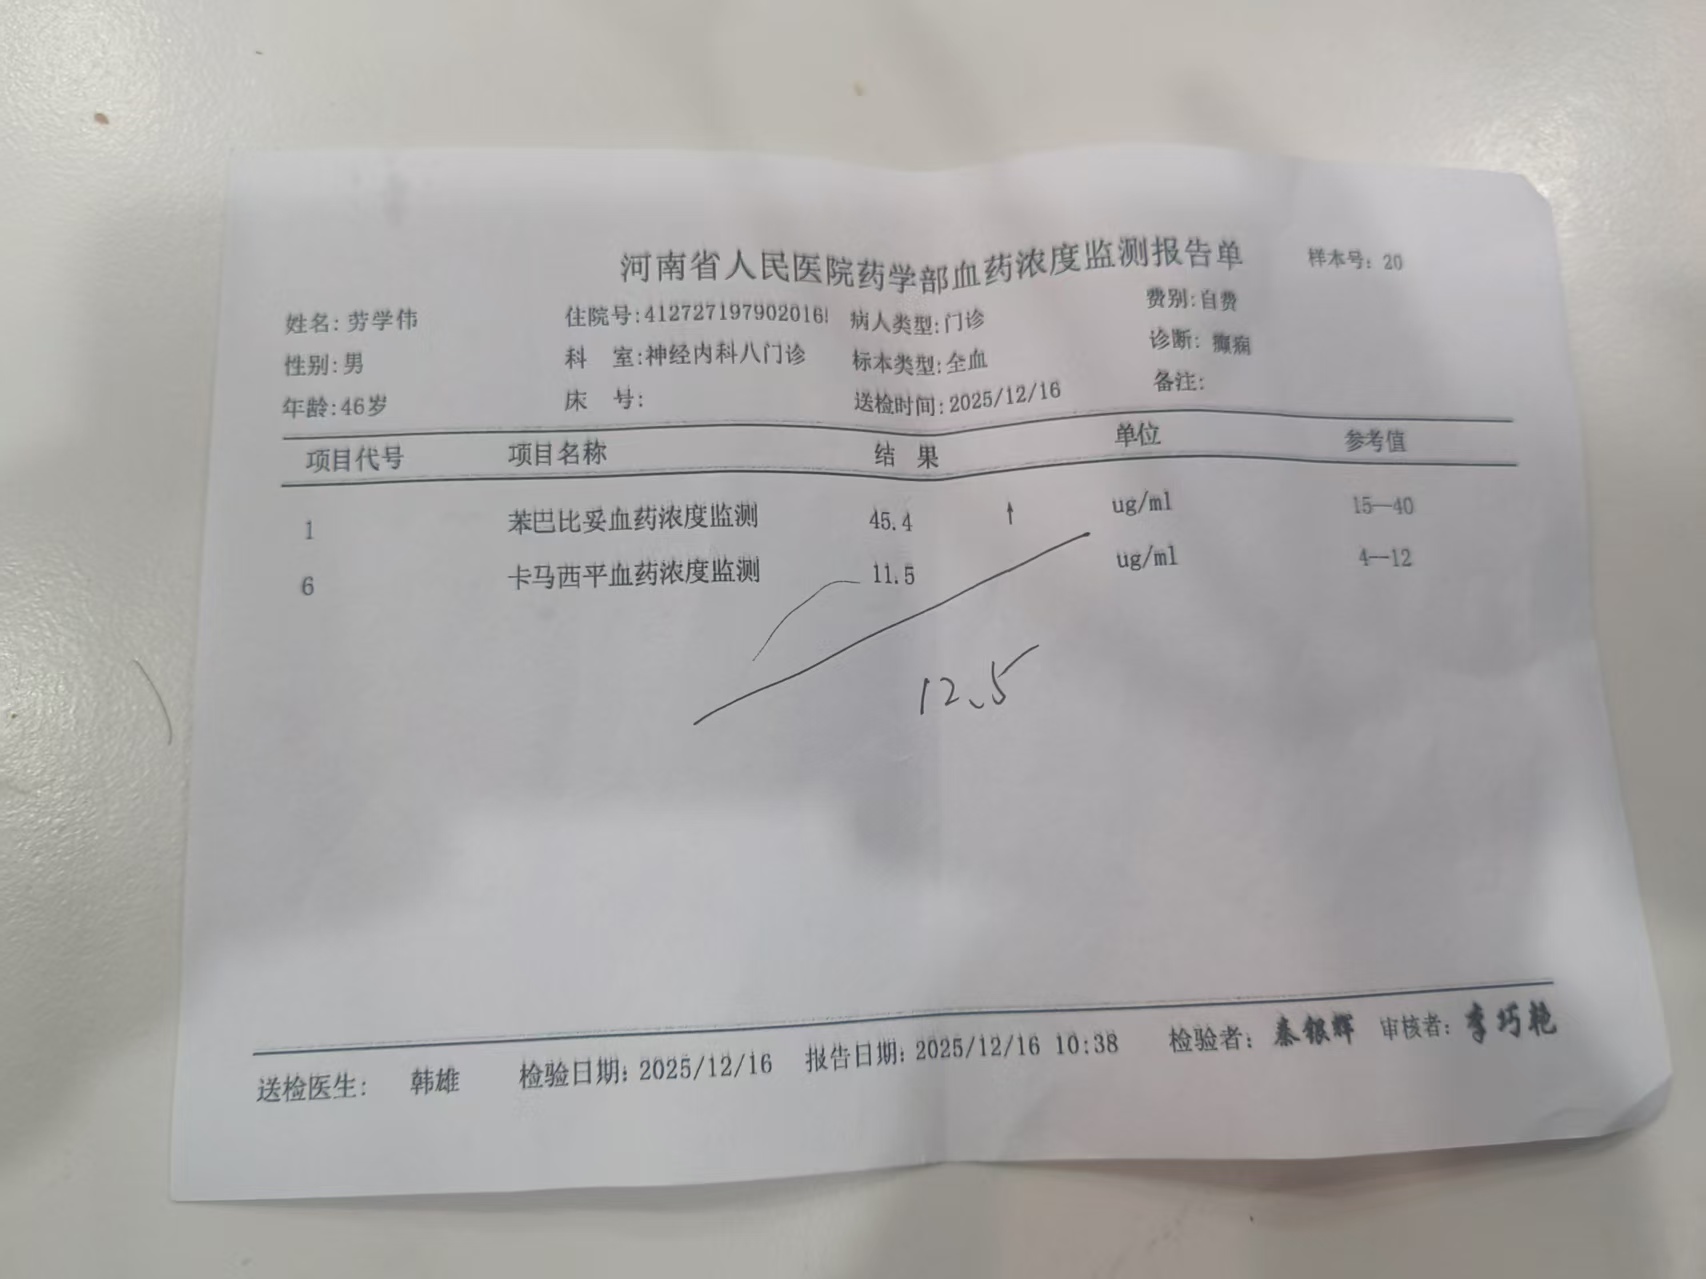 河南省人民医院药学部血药浓度监测报告单 样本号: 20
姓名: 劳学伟 住院号:412727197902016 病人类型:门诊 费别:自费
性别:男 科 室:神经内科八门诊 标本类型:全血 诊断: 癫痫
年龄:46岁 床 号: 送检时间:2025/12/16 备注:
项目代号 项目名称 结 果 单位 参考值
1 苯巴比妥血药浓度监测 45.4 ↑ ug/ml 15—40
6 卡马西平血药浓度监测 11.5 ug/ml 4--12
12.5
送检医生: 韩雄 检验日期: 2025/12/16 报告日期: 2025/12/16 10:38 检验者: 秦银辉 审核者: 李巧艳